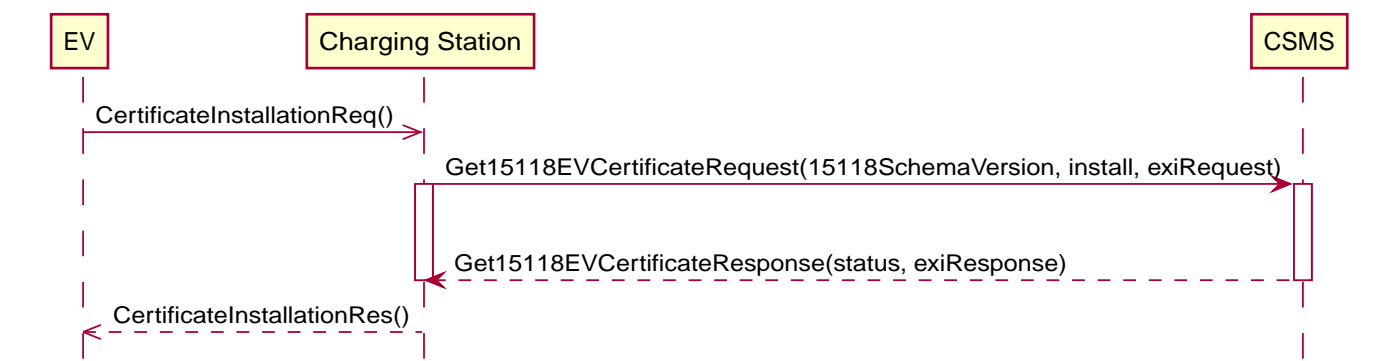 EV
Charging Station
CSMS
CertificateInstallationReq()
Get15118EVCertificateRequest(15118SchemaVersion, install, exiRequest)
Get15118EVCertificateResponse(status, exiResponse)
CertificateInstallationRes()